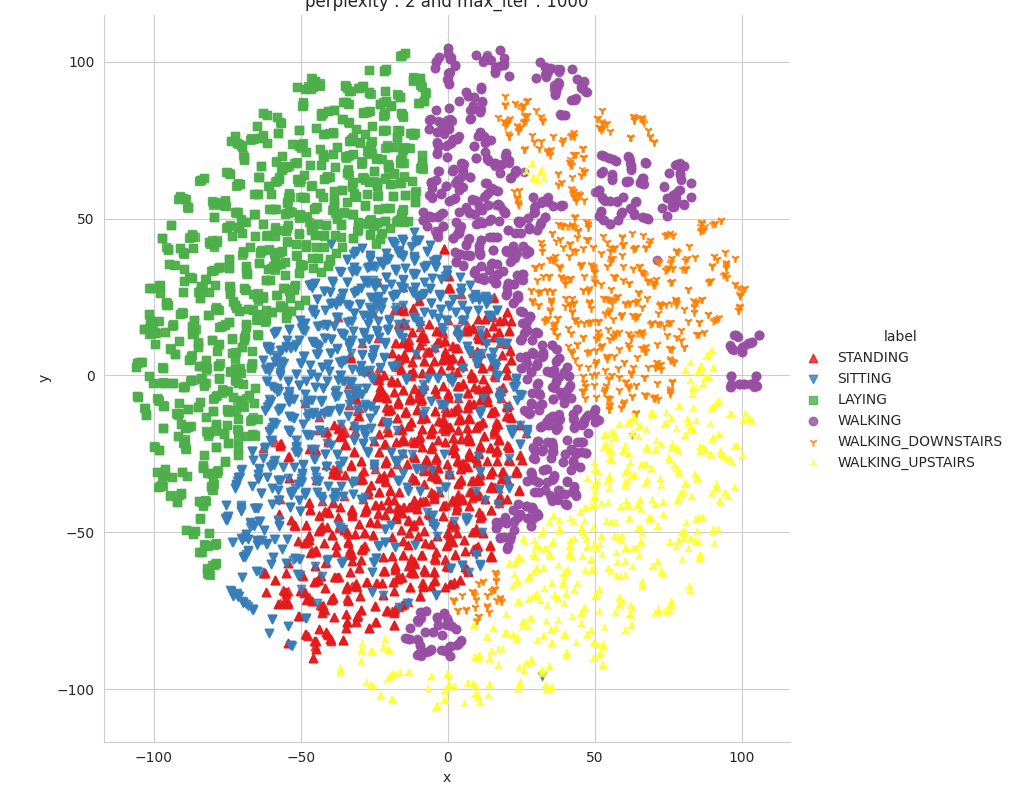 perplexity : 2 and max_iter : 1000
100
50
0
−50
−100
y
−100
−50
0
50
100
x
label
STANDING
SITTING
LAYING
WALKING
WALKING_DOWNSTAIRS
WALKING_UPSTAIRS